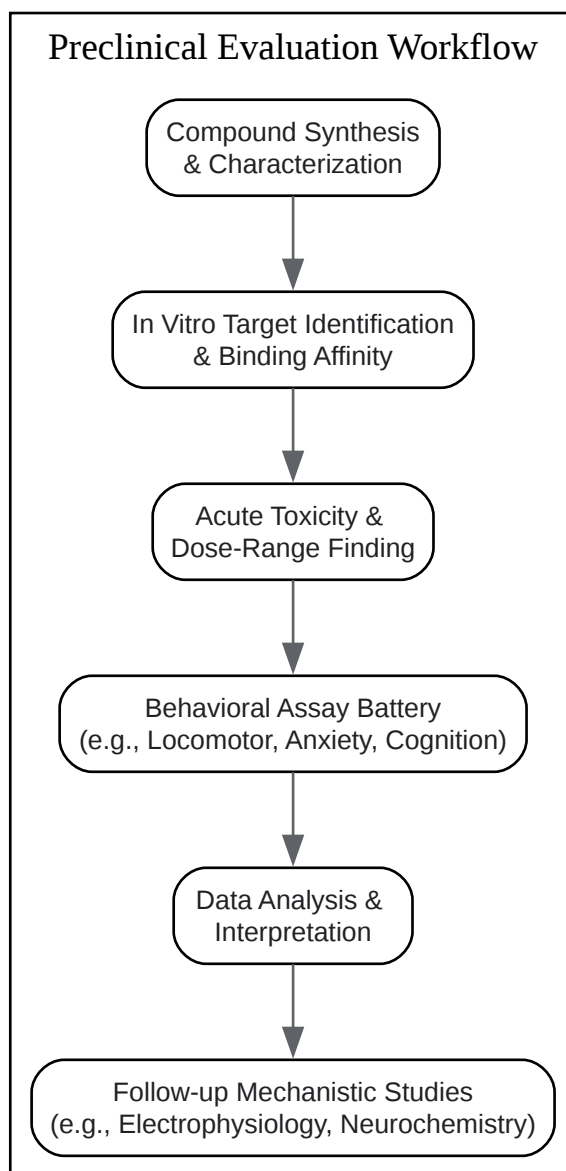 Preclinical Evaluation Workflow
Compound Synthesis
& Characterization
In Vitro Target Identification
& Binding Affinity
Acute Toxicity &
Dose-Range Finding
Behavioral Assay Battery
(e.g., Locomotor, Anxiety, Cognition)
Data Analysis &
Interpretation
Follow-up Mechanistic Studies
(e.g., Electrophysiology, Neurochemistry)